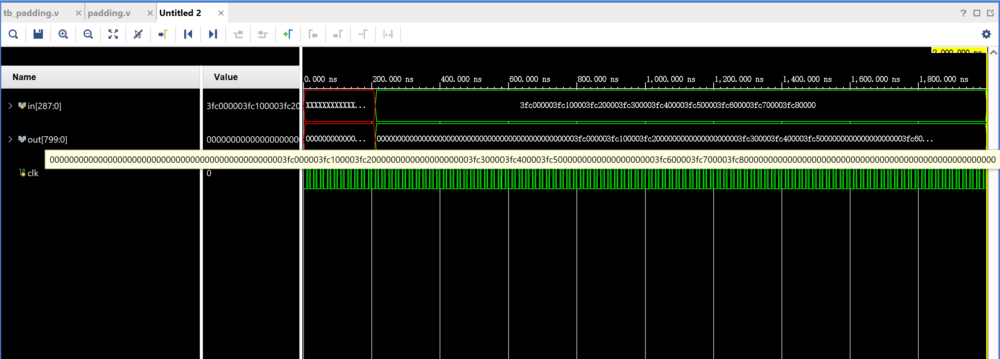 tb_padding.v
padding.v
Untitled 2
?
2,000.000 ns
Name
Value
0.000 ns 200.000 ns 400.000 ns 600.000 ns 800.000 ns 1,000.000 ns 1,200.000 ns 1,400.000 ns 1,600.000 ns 1,800.000 ns
in[287:0]
3fc000003fc100003fc20
XXXXXXXXXXXX...
3fc000003fc100003fc200003fc300003fc400003fc500003fc600003fc700003fc80000
out[799:0]
0000000000000000000
000000000000...
0000000000000000000000000000000000000000000000003fc000003fc100003fc2000000000000000000003fc300003fc400003fc5000000000000000000003fc60...
0000000000000000000000000000000000000000000000003fc000003fc100003fc2000000000000000000003fc300003fc400003fc5000000000000000000003fc600003fc700003fc80000000000000000000000000000000000000000000000000000
clk
0